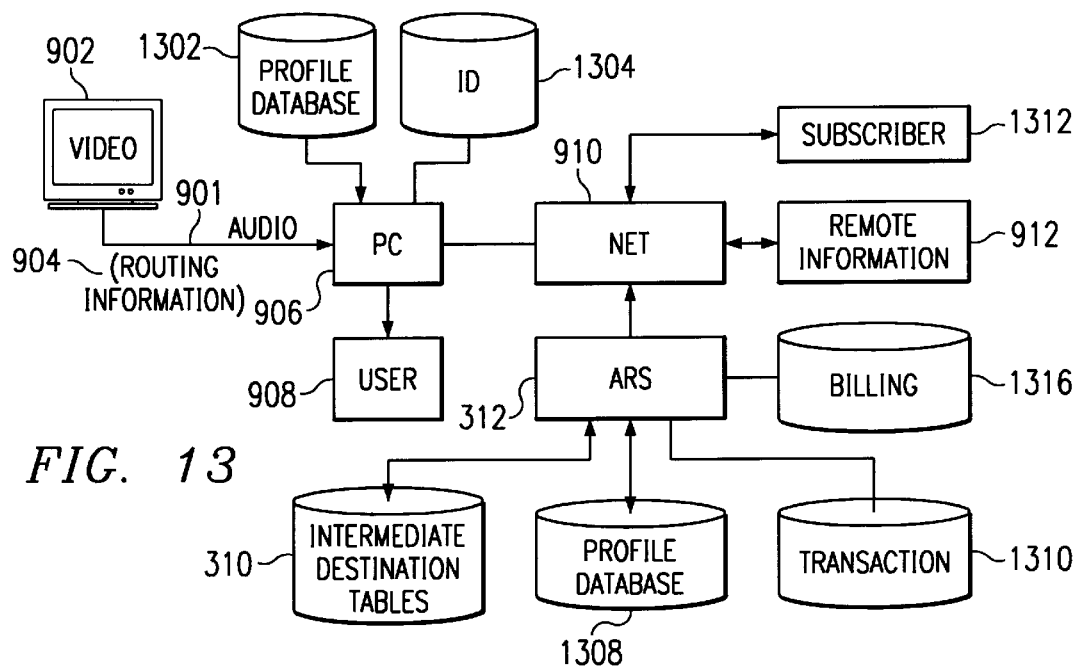 902
1302
PROFILE
DATABASE
ID
1304
VIDEO
901
AUDIO
904
(ROUTING
INFORMATION)
PC
906
910
NET
SUBSCRIBER
1312
REMOTE
INFORMATION
912
USER
908
ARS
312
BILLING
1316
FIG. 13
310
INTERMEDIATE
DESTINATION
TABLES
PROFILE
DATABASE
1308
TRANSACTION
1310